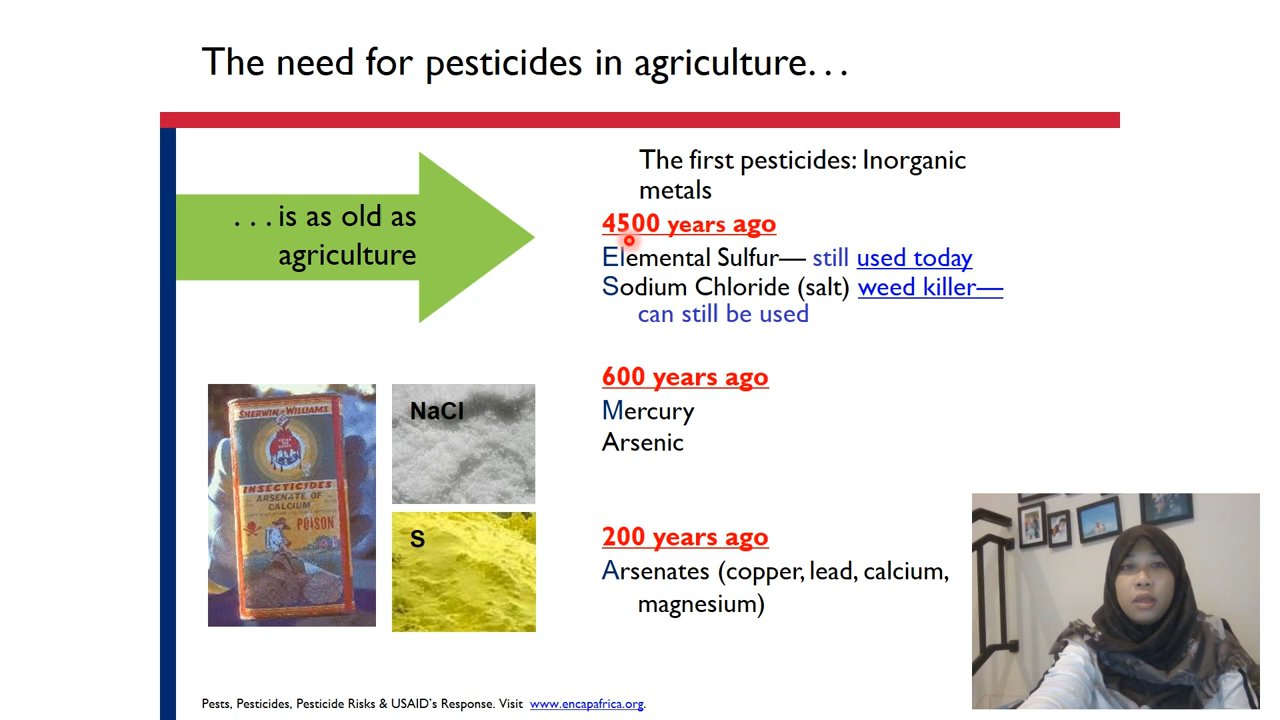 The need for pesticides in agriculture. . .
. . . is as old as
agriculture
The first pesticides: Inorganic
metals
4500 years ago
Elemental Sulfur— still used today
Sodium Chloride (salt) weed killer—
can still be used
600 years ago
Mercury
Arsenic
200 years ago
Arsenates (copper, lead, calcium,
magnesium)
SHERWIN-WILLIAMS
INSECTICIDES
ARSENATE OF
CALCIUM
POISON
NaCl
S
Pests, Pesticides, Pesticide Risks & USAID's Response. Visit www.encapafrica.org.